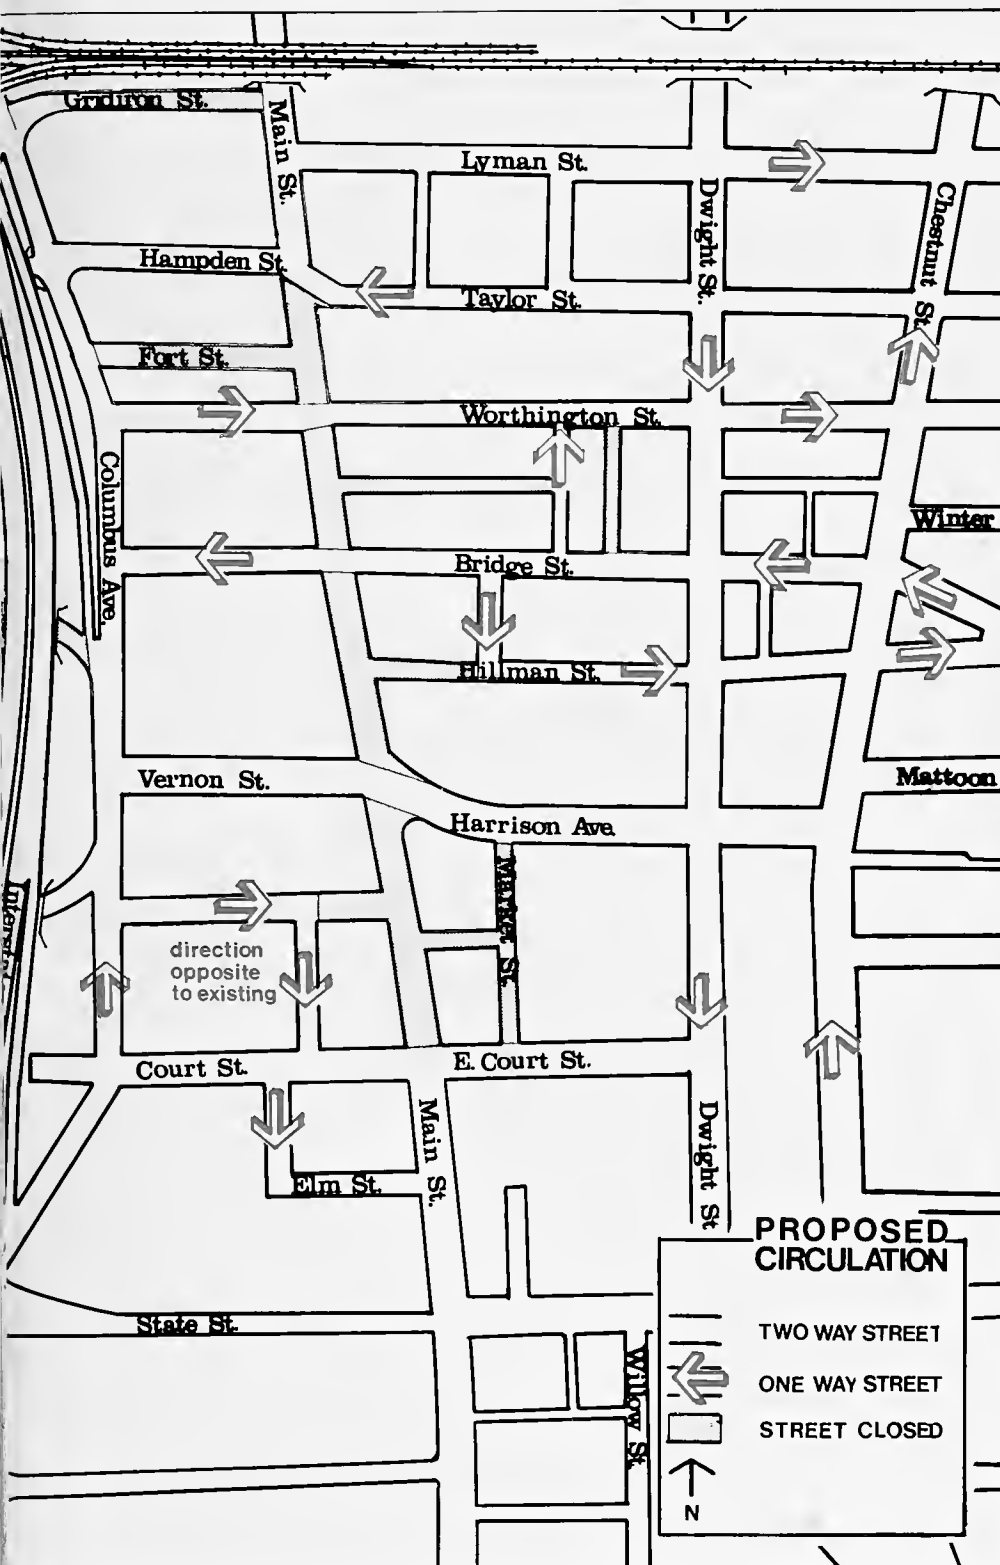 Gridiron St.
Main St.
Lyman St.
Dwight St.
Chestnut St.
Hampden St.
Taylor St.
Fort St.
Worthington St.
Columbus Ave.
Winter
Bridge St.
Hillman St.
Vernon St.
Mattoon
Harrison Ave
Market St.
direction
opposite
to existing
Court St.
E. Court St.
Main St.
Dwight St
Elm St.
State St.
Willow St.
PROPOSED
CIRCULATION
TWO WAY STREET
ONE WAY STREET
STREET CLOSED
N